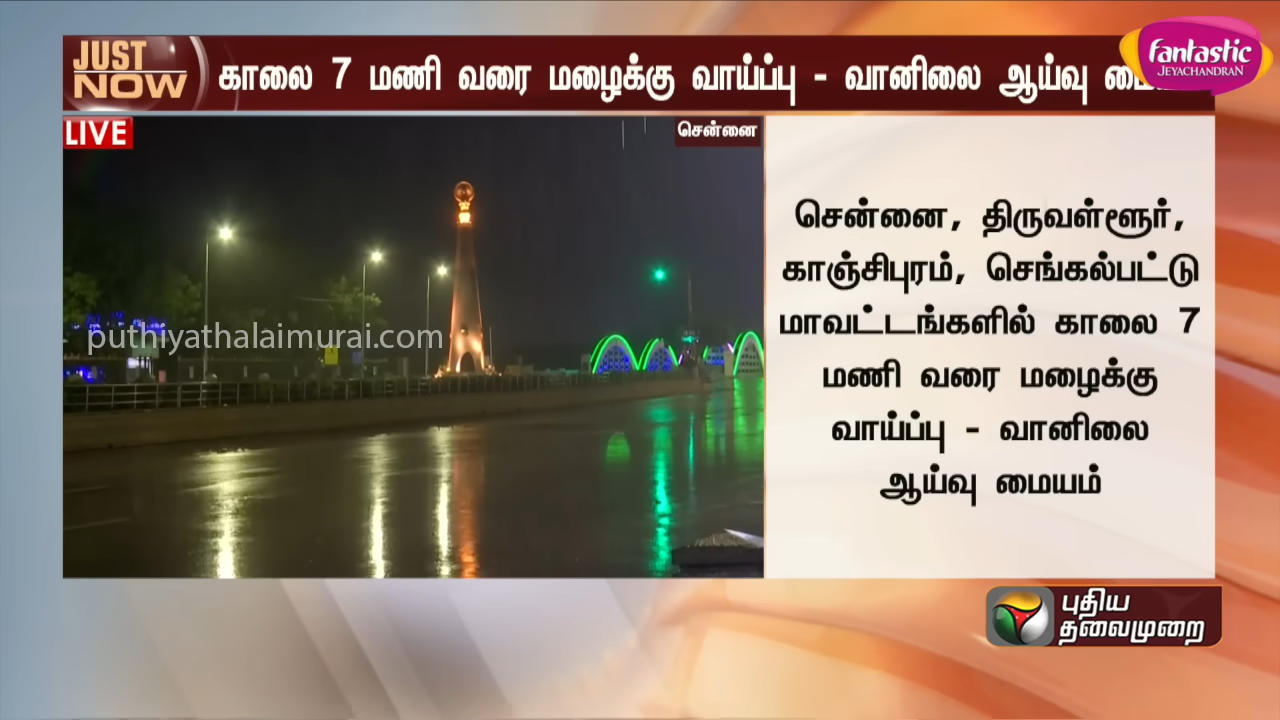 JUST
NOW
காலை 7 மணி வரை மழைக்கு வாய்ப்பு - வானிலை ஆய்வு
fantastic
JEYACHANDRAN
LIVE
சென்னை
puthiyathalaimurai.com
சென்னை, திருவள்ளூர்,
காஞ்சிபுரம், செங்கல்பட்டு
மாவட்டங்களில் காலை 7
மணி வரை மழைக்கு
வாய்ப்பு - வானிலை
ஆய்வு மையம்
புதிய
தலைமுறை